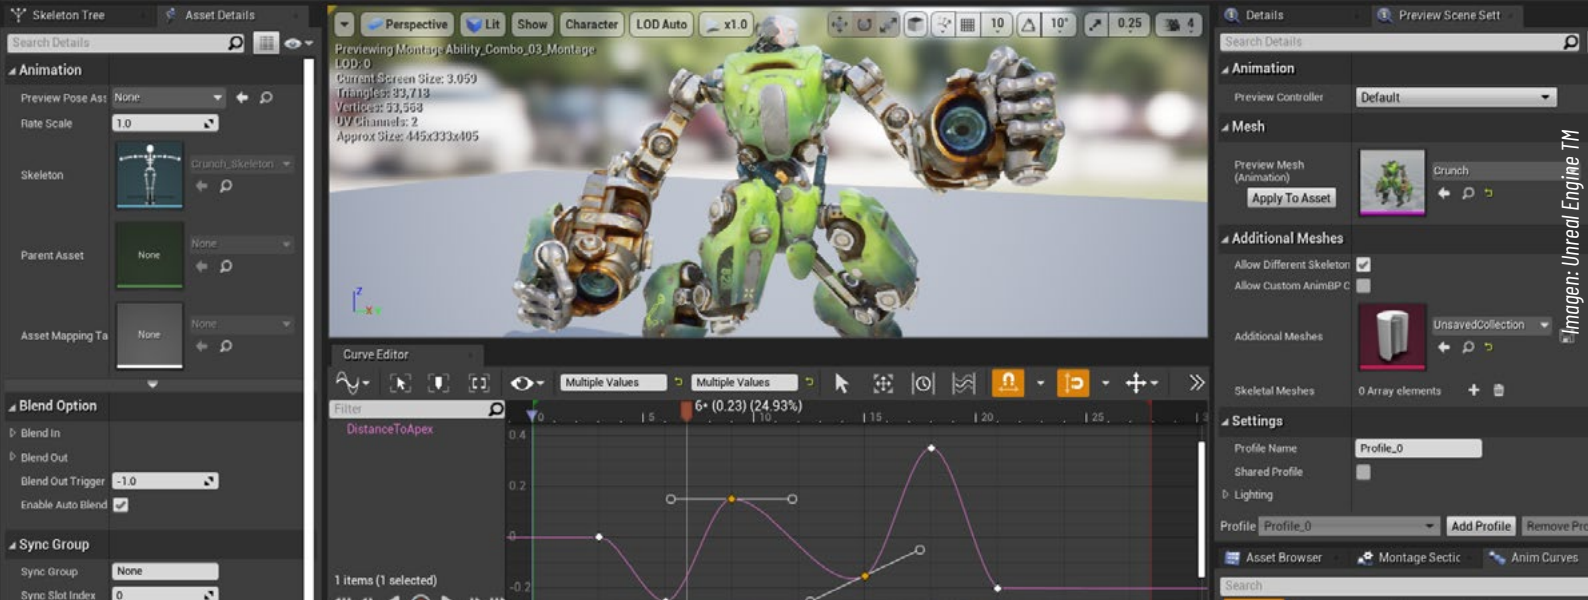 Skeleton Tree
Asset Details
Search Details
Animation
Preview Pose As:
None
Rate Scale
1.0
Skeleton
Crunch_Skeleton
Parent Asset
None
None
Asset Mapping Ta
None
None
Blend Option
Blend In
Blend Out
Blend Out Trigger
-1.0
Enable Auto Blend
Sync Group
Sync Group
None
Sync Slot Index
0
Perspective
Lit
Show
Character
LOD Auto
x1.0
10
10°
0.25
4
Previewing Montage Ability_Combo_03_Montage
LOD: 0
Current Screen Size: 3.059
Triangles: 83,713
Vertices: 53,568
UV Channels: 2
Approx Size: 445x333x405
Z
X
Y
Curve Editor
Multiple Values
Multiple Values
Filter
DistanceToApex
1 items (1 selected)
6* (0.23) (24.93%)
0
5
10
15
20
25
0.4
0.2
0
-0.2
Details
Preview Scene Sett
Search Details
Animation
Preview Controller
Default
Mesh
Preview Mesh
(Animation)
Apply To Asset
Crunch
Additional Meshes
Allow Different Skeleton
Allow Custom AnimBP C
Additional Meshes
UnsavedCollection
Skeletal Meshes
0 Array elements
Settings
Profile Name
Profile_0
Shared Profile
Lighting
Profile
Profile_0
Add Profile
Remove Pro
Asset Browser
Montage Sectic
Anim Curves
Search
Imagen: Unreal Engine TM